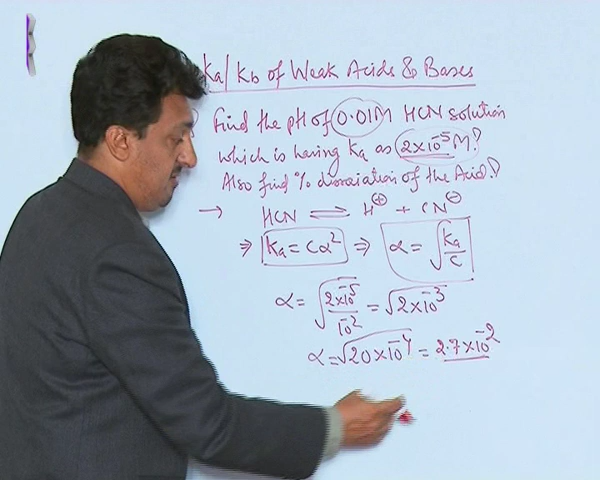 Ka/Kb of Weak Acids & Bases
Find the pH of 0.01M HCN solution
which is having Ka as 2×10⁻⁵M?
Also find % dissociation of the Acid?
→ HCN ⇌ H⊕ + CN⊖
⇒ Ka = Cα² ⇒ α = √(Ka/C)
α = √(2×10⁻⁵/10⁻²) = √(2×10⁻³)
α = √(20×10⁻⁴) = 2.7×10⁻²